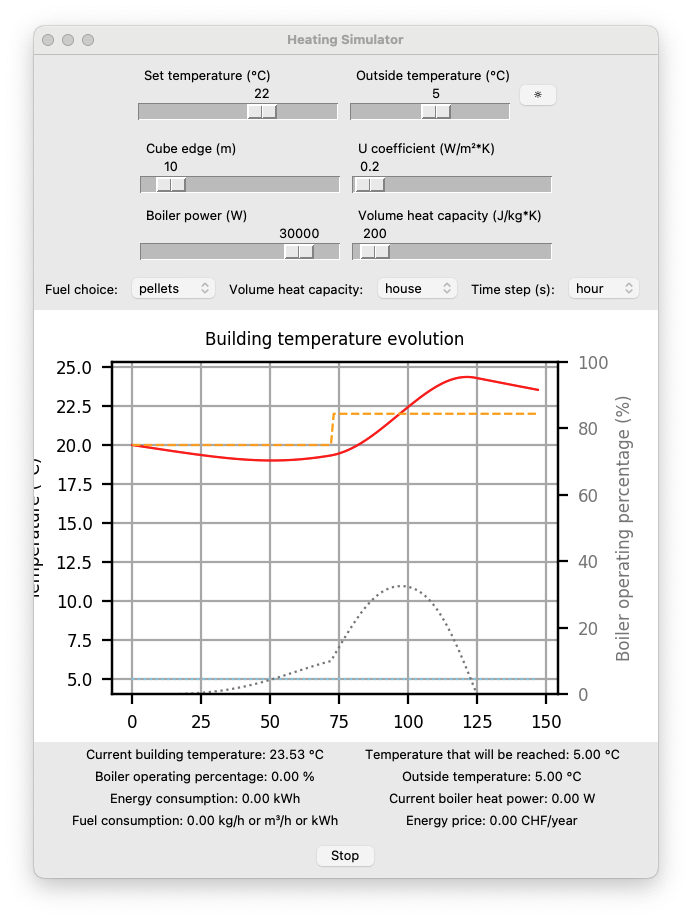 Heating Simulator
Set temperature (°C)
22
Outside temperature (°C)
5
Cube edge (m)
10
U coefficient (W/m²*K)
0.2
Boiler power (W)
30000
Volume heat capacity (J/kg*K)
200
Fuel choice: pellets Volume heat capacity: house Time step (s): hour
Building temperature evolution
25.0
22.5
20.0
17.5
15.0
12.5
10.0
7.5
5.0
100
80
60
40
20
0
Boiler operating percentage (%)
0 25 50 75 100 125 150
Current building temperature: 23.53 °C
Temperature that will be reached: 5.00 °C
Boiler operating percentage: 0.00 %
Outside temperature: 5.00 °C
Energy consumption: 0.00 kWh
Current boiler heat power: 0.00 W
Fuel consumption: 0.00 kg/h or m³/h or kWh
Energy price: 0.00 CHF/year
Stop